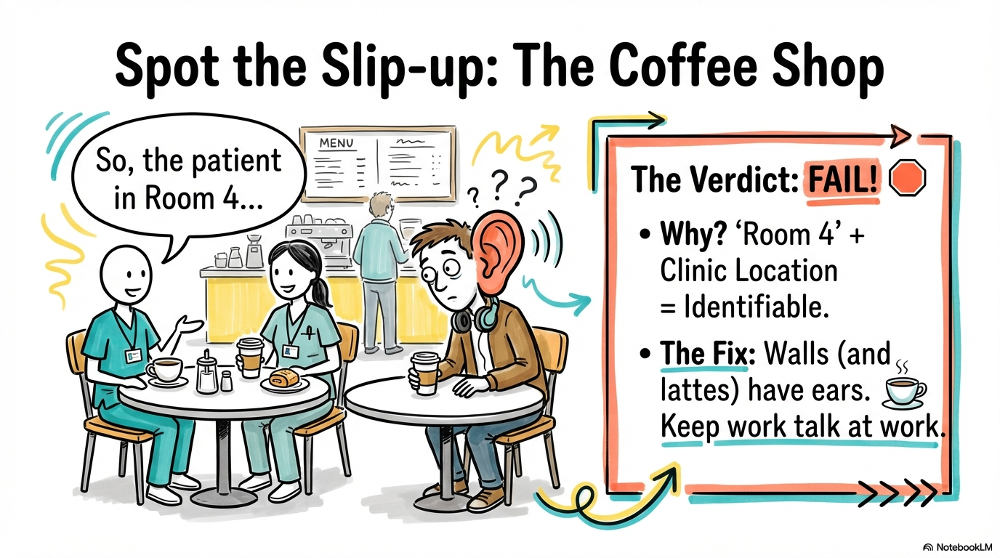 Spot the Slip-up: The Coffee Shop
So, the patient
in Room 4...
MENU
? ? ?
The Verdict: FAIL!
• Why? ‘Room 4’ +
Clinic Location
= Identifiable.
• The Fix: Walls (and
lattes) have ears.
Keep work talk at work.
NotebookLM